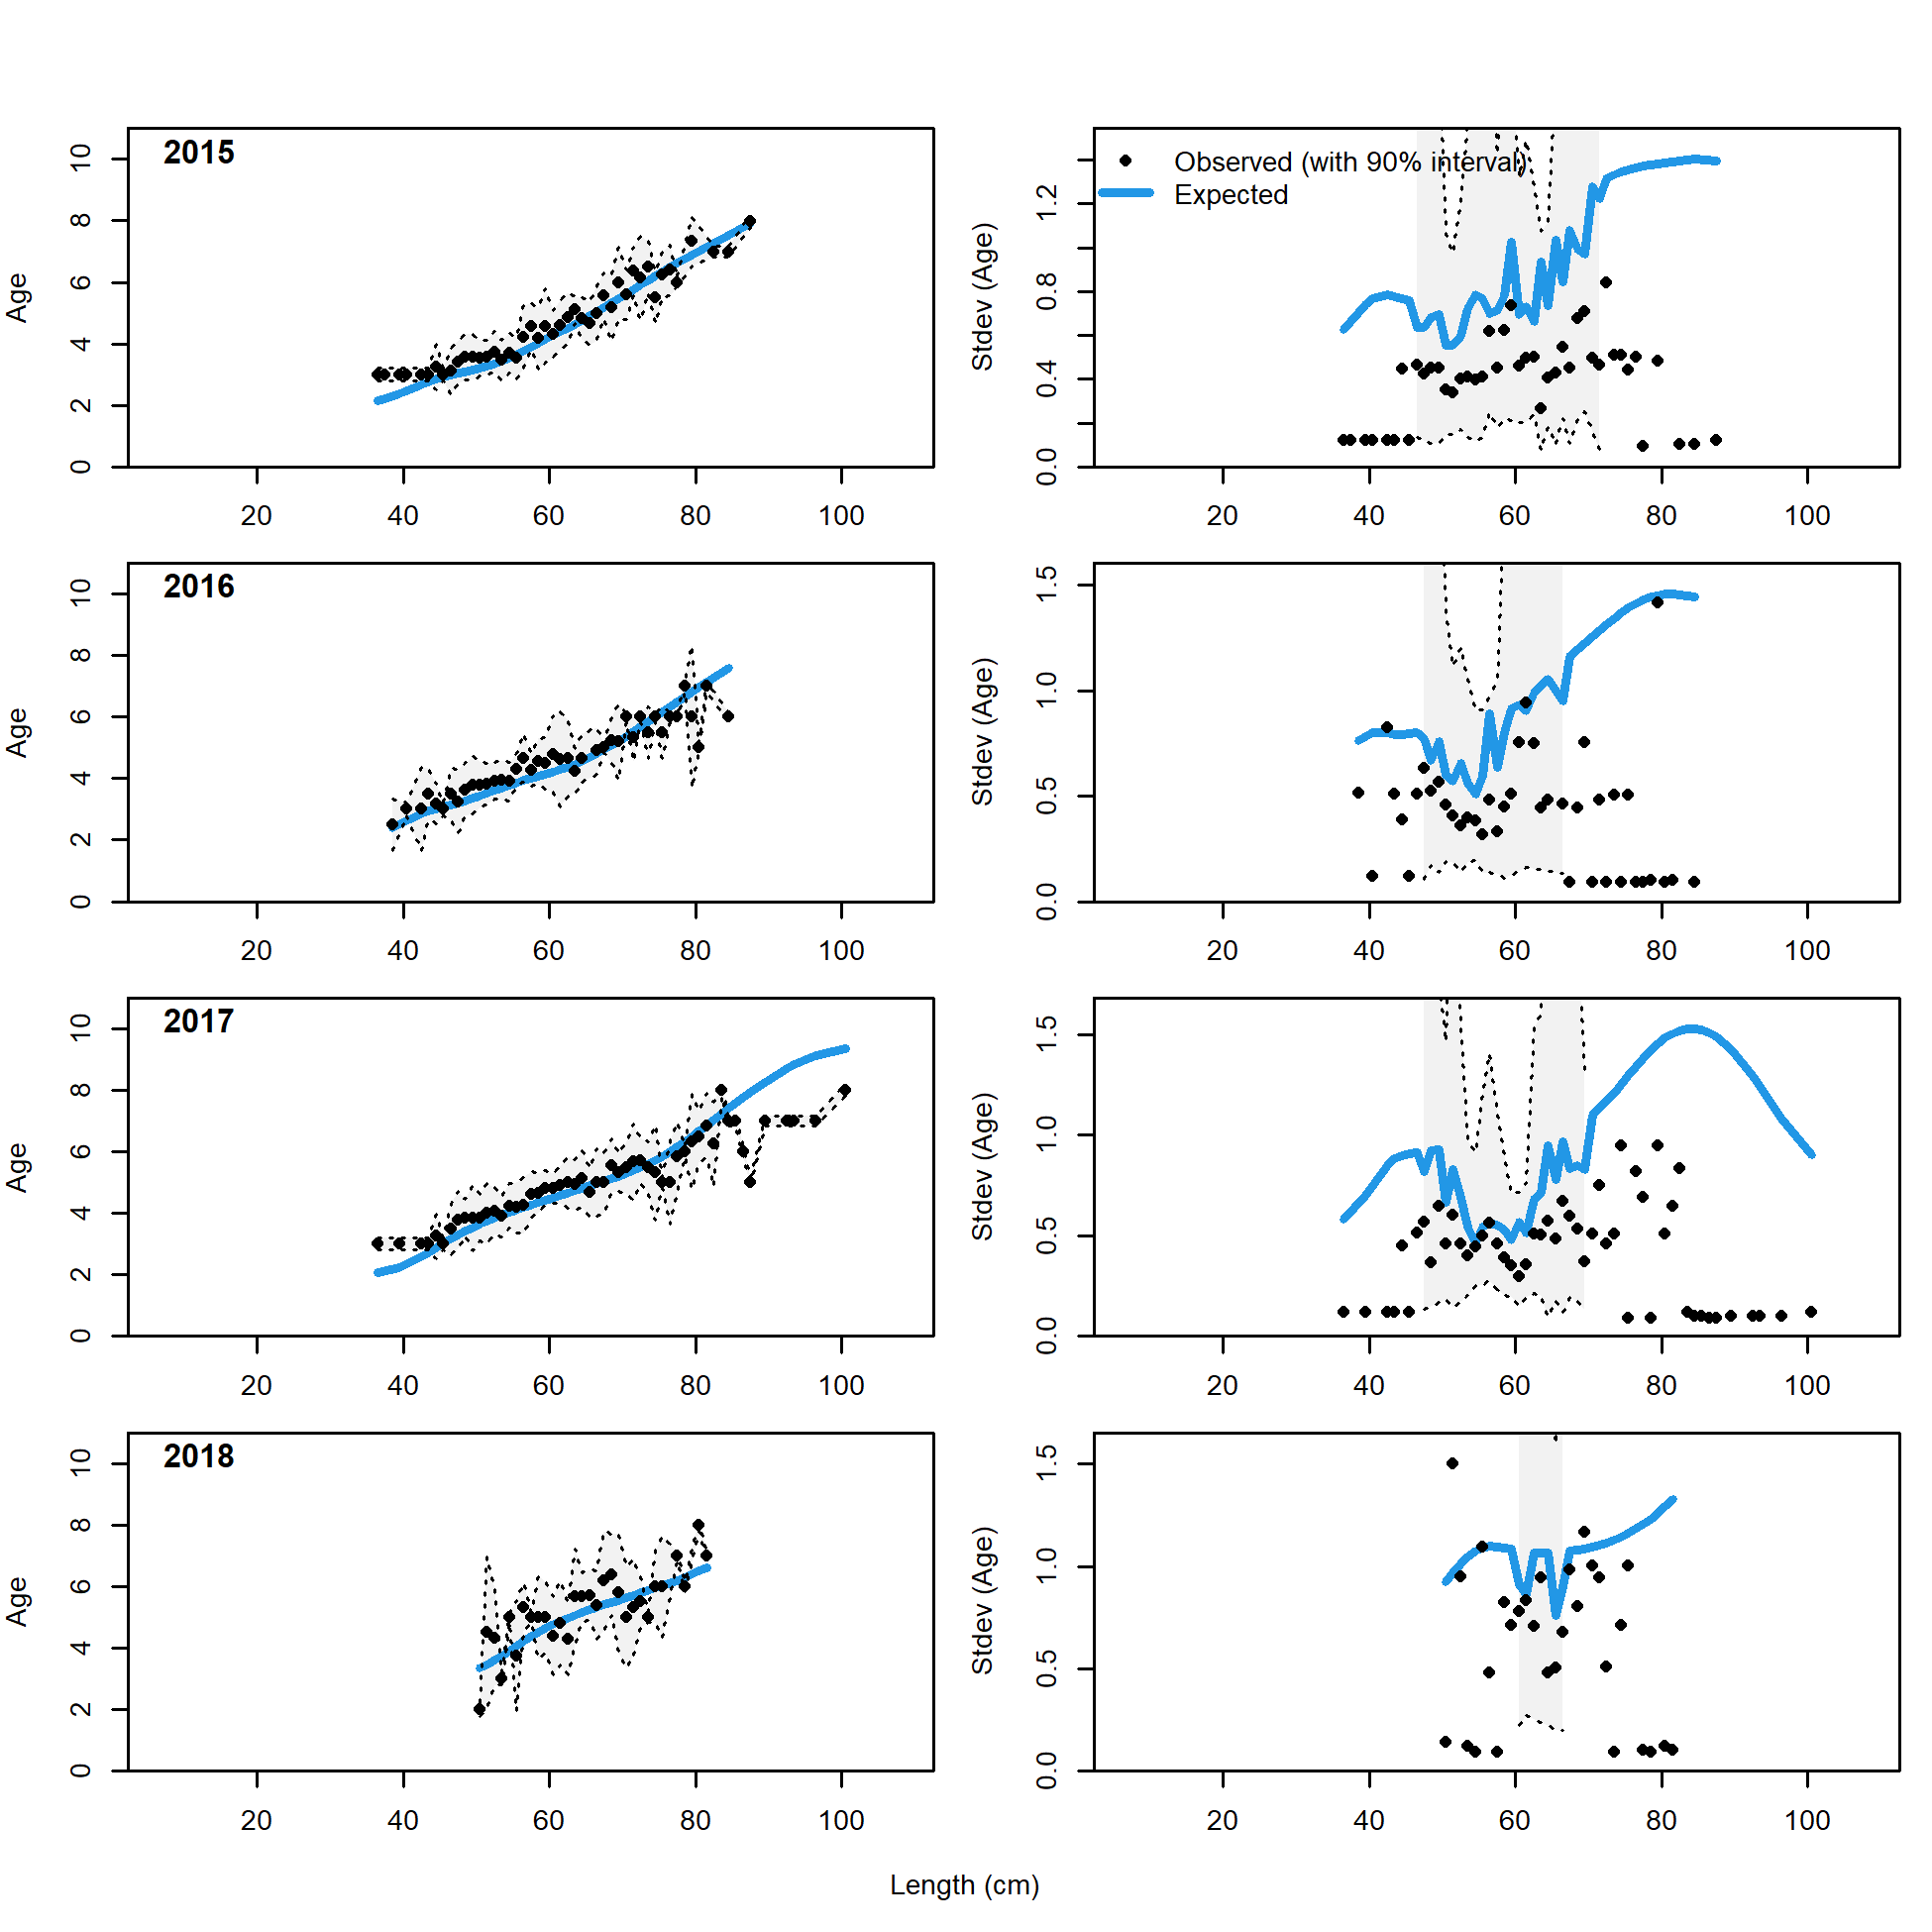 2015
Age
0 2 4 6 8 10
20 40 60 80 100
Observed (with 90% interval)
Expected
Stdev (Age)
0.0 0.4 0.8 1.2
20 40 60 80 100
2016
Age
0 2 4 6 8 10
20 40 60 80 100
Stdev (Age)
0.0 0.5 1.0 1.5
20 40 60 80 100
2017
Age
0 2 4 6 8 10
20 40 60 80 100
Stdev (Age)
0.0 0.5 1.0 1.5
20 40 60 80 100
2018
Age
0 2 4 6 8 10
20 40 60 80 100
Stdev (Age)
0.0 0.5 1.0 1.5
20 40 60 80 100
Length (cm)